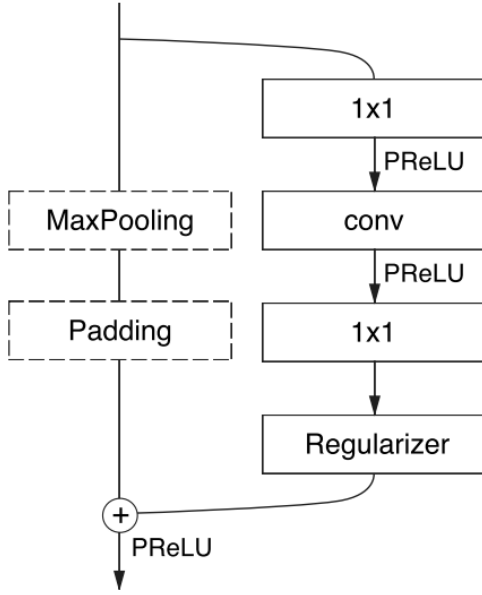 1x1
PReLU
MaxPooling
conv
PReLU
Padding
1x1
Regularizer
+
PReLU